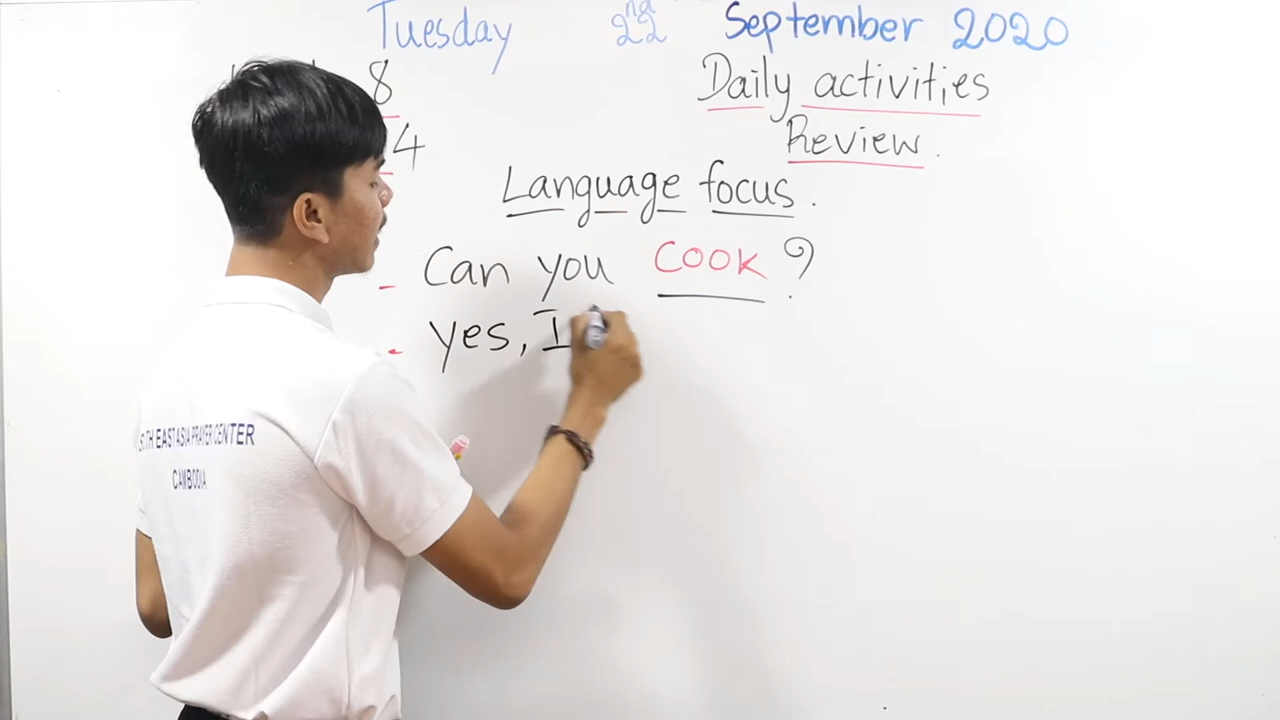 Tuesday 22nd September 2020
8 Daily activities
4 Review.
Language focus.
- Can you cook?
- yes, I
TH EAST ASIA PRAYER CENTER
CAMBODIA